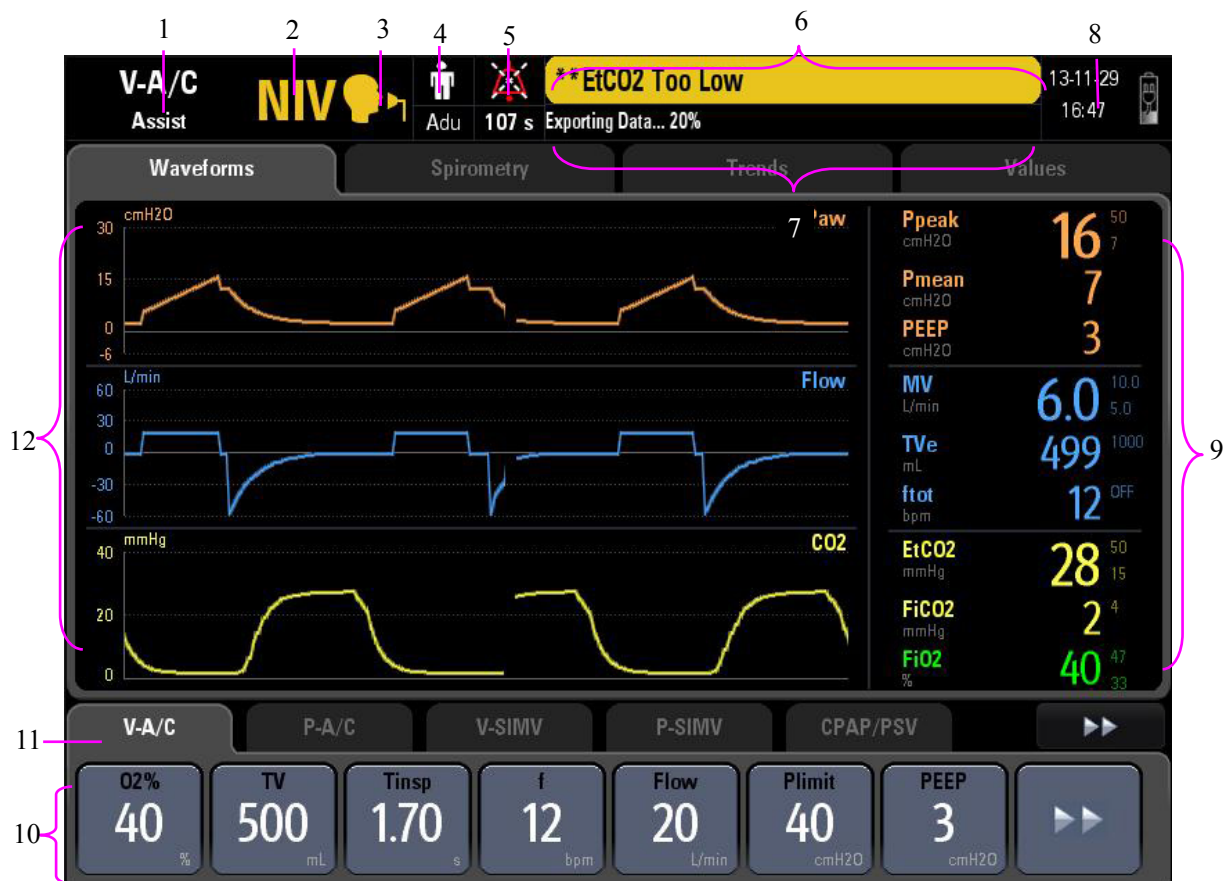 1 2 3 4 5 6 8
V-A/C
Assist
NIV
Adu
107 s
**EtCO2 Too Low
Exporting Data... 20%
13-11-29
16:47
Waveforms Spirometry Trends Values
7
cmH2O
30
15
0
-6
L/min
Flow
60
30
0
-30
-60
mmHg
CO2
40
20
0
Ppeak 16 50
cmH2O 7
Pmean 7
cmH2O
PEEP 3
cmH2O
MV 6.0 10.0
L/min 5.0
TVe 499 1000
mL
ftot 12 OFF
bpm
EtCO2 28 50
mmHg 15
FiCO2 2 4
mmHg
FiO2 40 47
% 33
12
9
11
V-A/C P-A/C V-SIMV P-SIMV CPAP/PSV
10
O2% TV Tinsp f Flow Plimit PEEP
40 500 1.70 12 20 40 3
% mL s bpm L/min cmH2O cmH2O